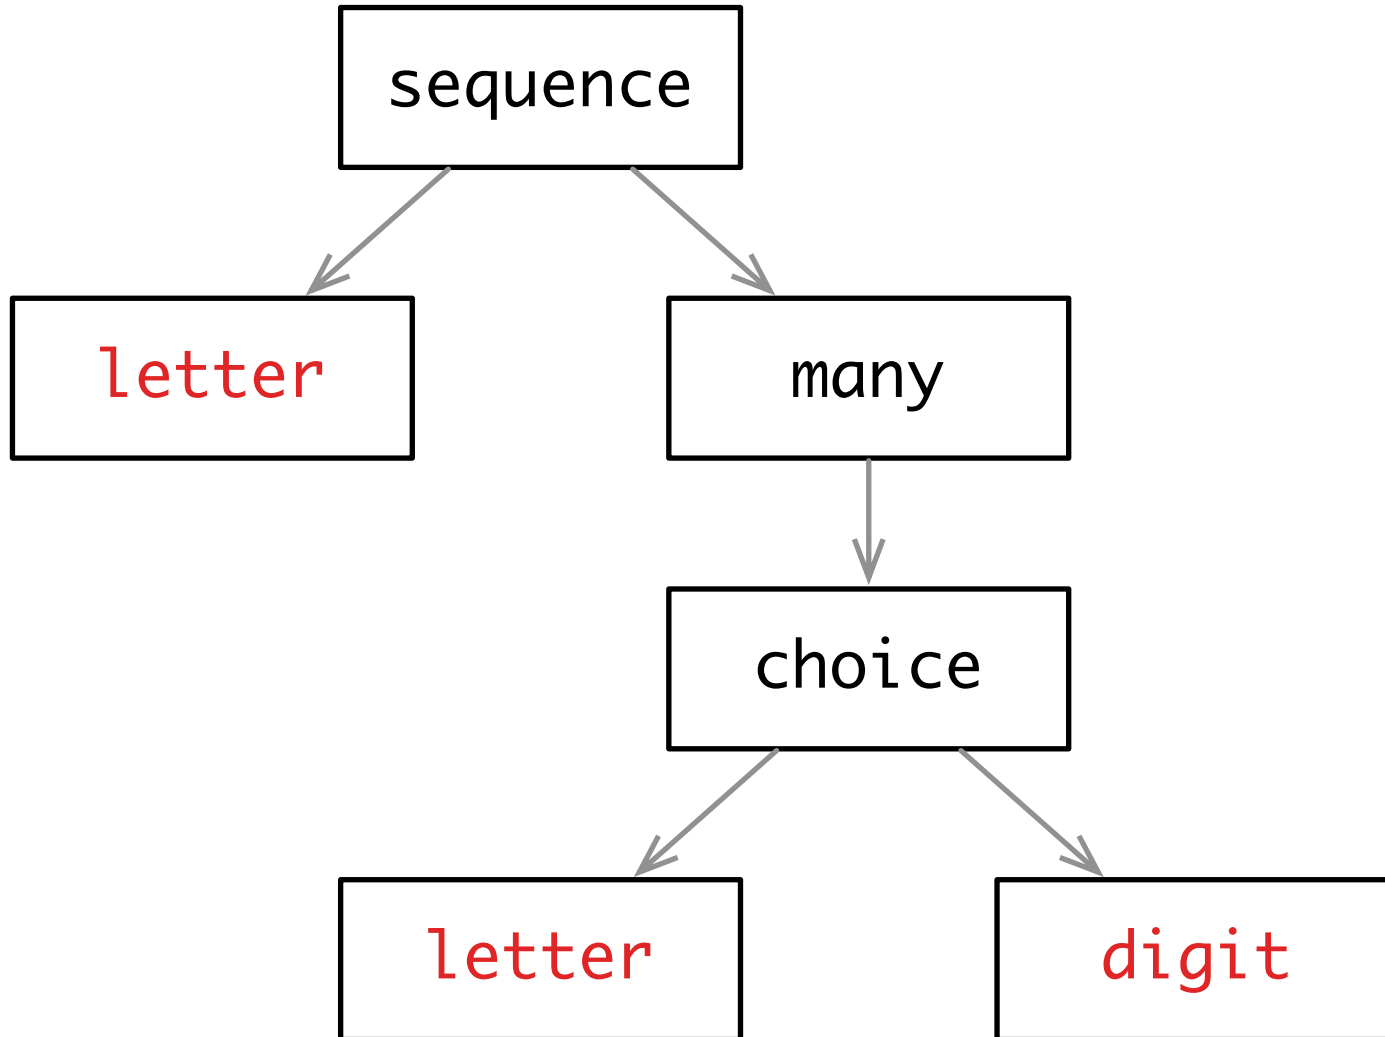 sequence
letter
many
choice
letter
digit